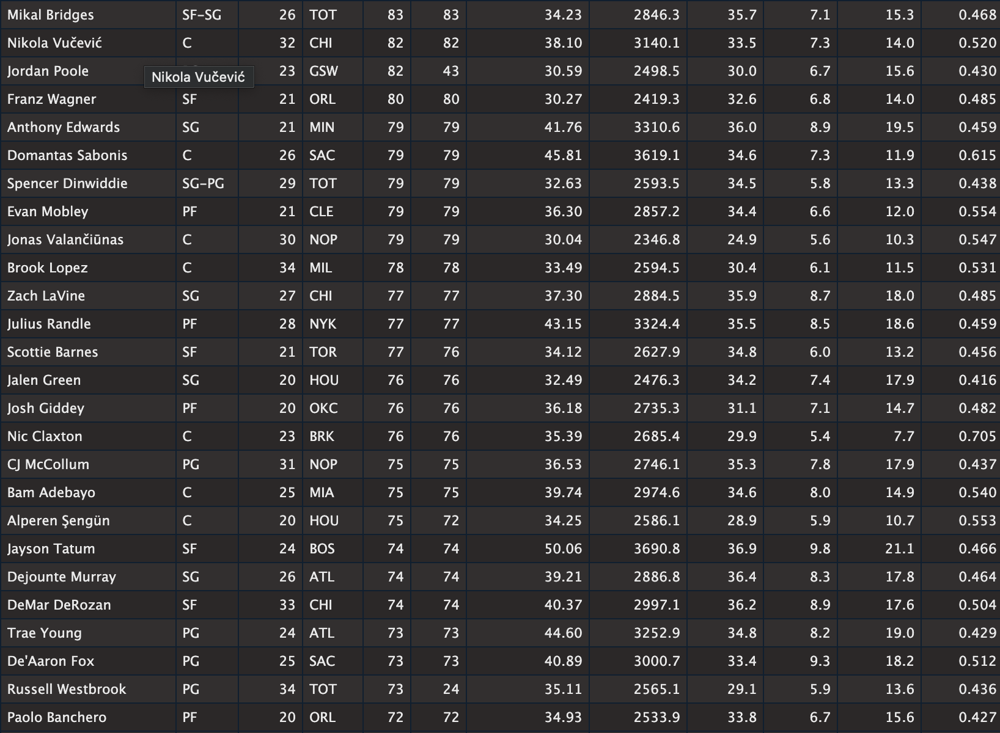 Mikal Bridges SF-SG 26 TOT 83 83 34.23 2846.3 35.7 7.1 15.3 0.468
Nikola Vučević C 32 CHI 82 82 38.10 3140.1 33.5 7.3 14.0 0.520
Jordan Poole 23 GSW 82 43 30.59 2498.5 30.0 6.7 15.6 0.430
Nikola Vučević
Franz Wagner SF 21 ORL 80 80 30.27 2419.3 32.6 6.8 14.0 0.485
Anthony Edwards SG 21 MIN 79 79 41.76 3310.6 36.0 8.9 19.5 0.459
Domantas Sabonis C 26 SAC 79 79 45.81 3619.1 34.6 7.3 11.9 0.615
Spencer Dinwiddie SG-PG 29 TOT 79 79 32.63 2593.5 34.5 5.8 13.3 0.438
Evan Mobley PF 21 CLE 79 79 36.30 2857.2 34.4 6.6 12.0 0.554
Jonas Valančiūnas C 30 NOP 79 79 30.04 2346.8 24.9 5.6 10.3 0.547
Brook Lopez C 34 MIL 78 78 33.49 2594.5 30.4 6.1 11.5 0.531
Zach LaVine SG 27 CHI 77 77 37.30 2884.5 35.9 8.7 18.0 0.485
Julius Randle PF 28 NYK 77 77 43.15 3324.4 35.5 8.5 18.6 0.459
Scottie Barnes SF 21 TOR 77 76 34.12 2627.9 34.8 6.0 13.2 0.456
Jalen Green SG 20 HOU 76 76 32.49 2476.3 34.2 7.4 17.9 0.416
Josh Giddey PF 20 OKC 76 76 36.18 2735.3 31.1 7.1 14.7 0.482
Nic Claxton C 23 BRK 76 76 35.39 2685.4 29.9 5.4 7.7 0.705
CJ McCollum PG 31 NOP 75 75 36.53 2746.1 35.3 7.8 17.9 0.437
Bam Adebayo C 25 MIA 75 75 39.74 2974.6 34.6 8.0 14.9 0.540
Alperen Şengün C 20 HOU 75 72 34.25 2586.1 28.9 5.9 10.7 0.553
Jayson Tatum SF 24 BOS 74 74 50.06 3690.8 36.9 9.8 21.1 0.466
Dejounte Murray SG 26 ATL 74 74 39.21 2886.8 36.4 8.3 17.8 0.464
DeMar DeRozan SF 33 CHI 74 74 40.37 2997.1 36.2 8.9 17.6 0.504
Trae Young PG 24 ATL 73 73 44.60 3252.9 34.8 8.2 19.0 0.429
De'Aaron Fox PG 25 SAC 73 73 40.89 3000.7 33.4 9.3 18.2 0.512
Russell Westbrook PG 34 TOT 73 24 35.11 2565.1 29.1 5.9 13.6 0.436
Paolo Banchero PF 20 ORL 72 72 34.93 2533.9 33.8 6.7 15.6 0.427